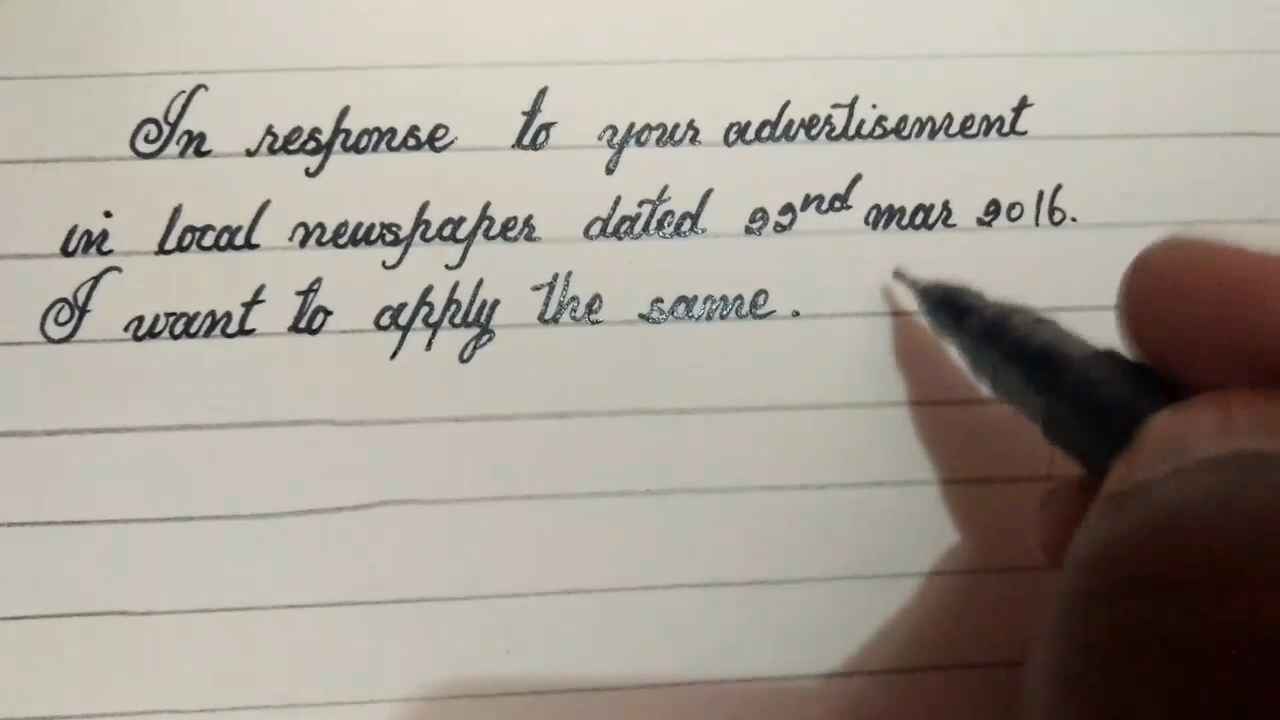 In response to your advertisement
in local newspaper dated 22nd mar 2016.
I want to apply the same.